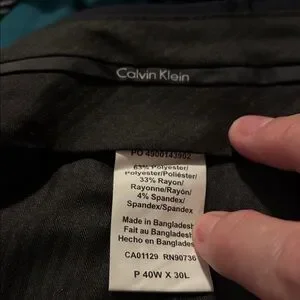 Calvin Klein
PO 4900143902
63% Polyester/
Polyester/Poliéster/
33% Rayon/
Rayonne/Rayón/
4% Spandex/
Spandex/Spandex
Made in Bangladesh
Fait au Bangladesh
Hecho en Bangladesh
CA01129 RN90736
P 40W X 30L